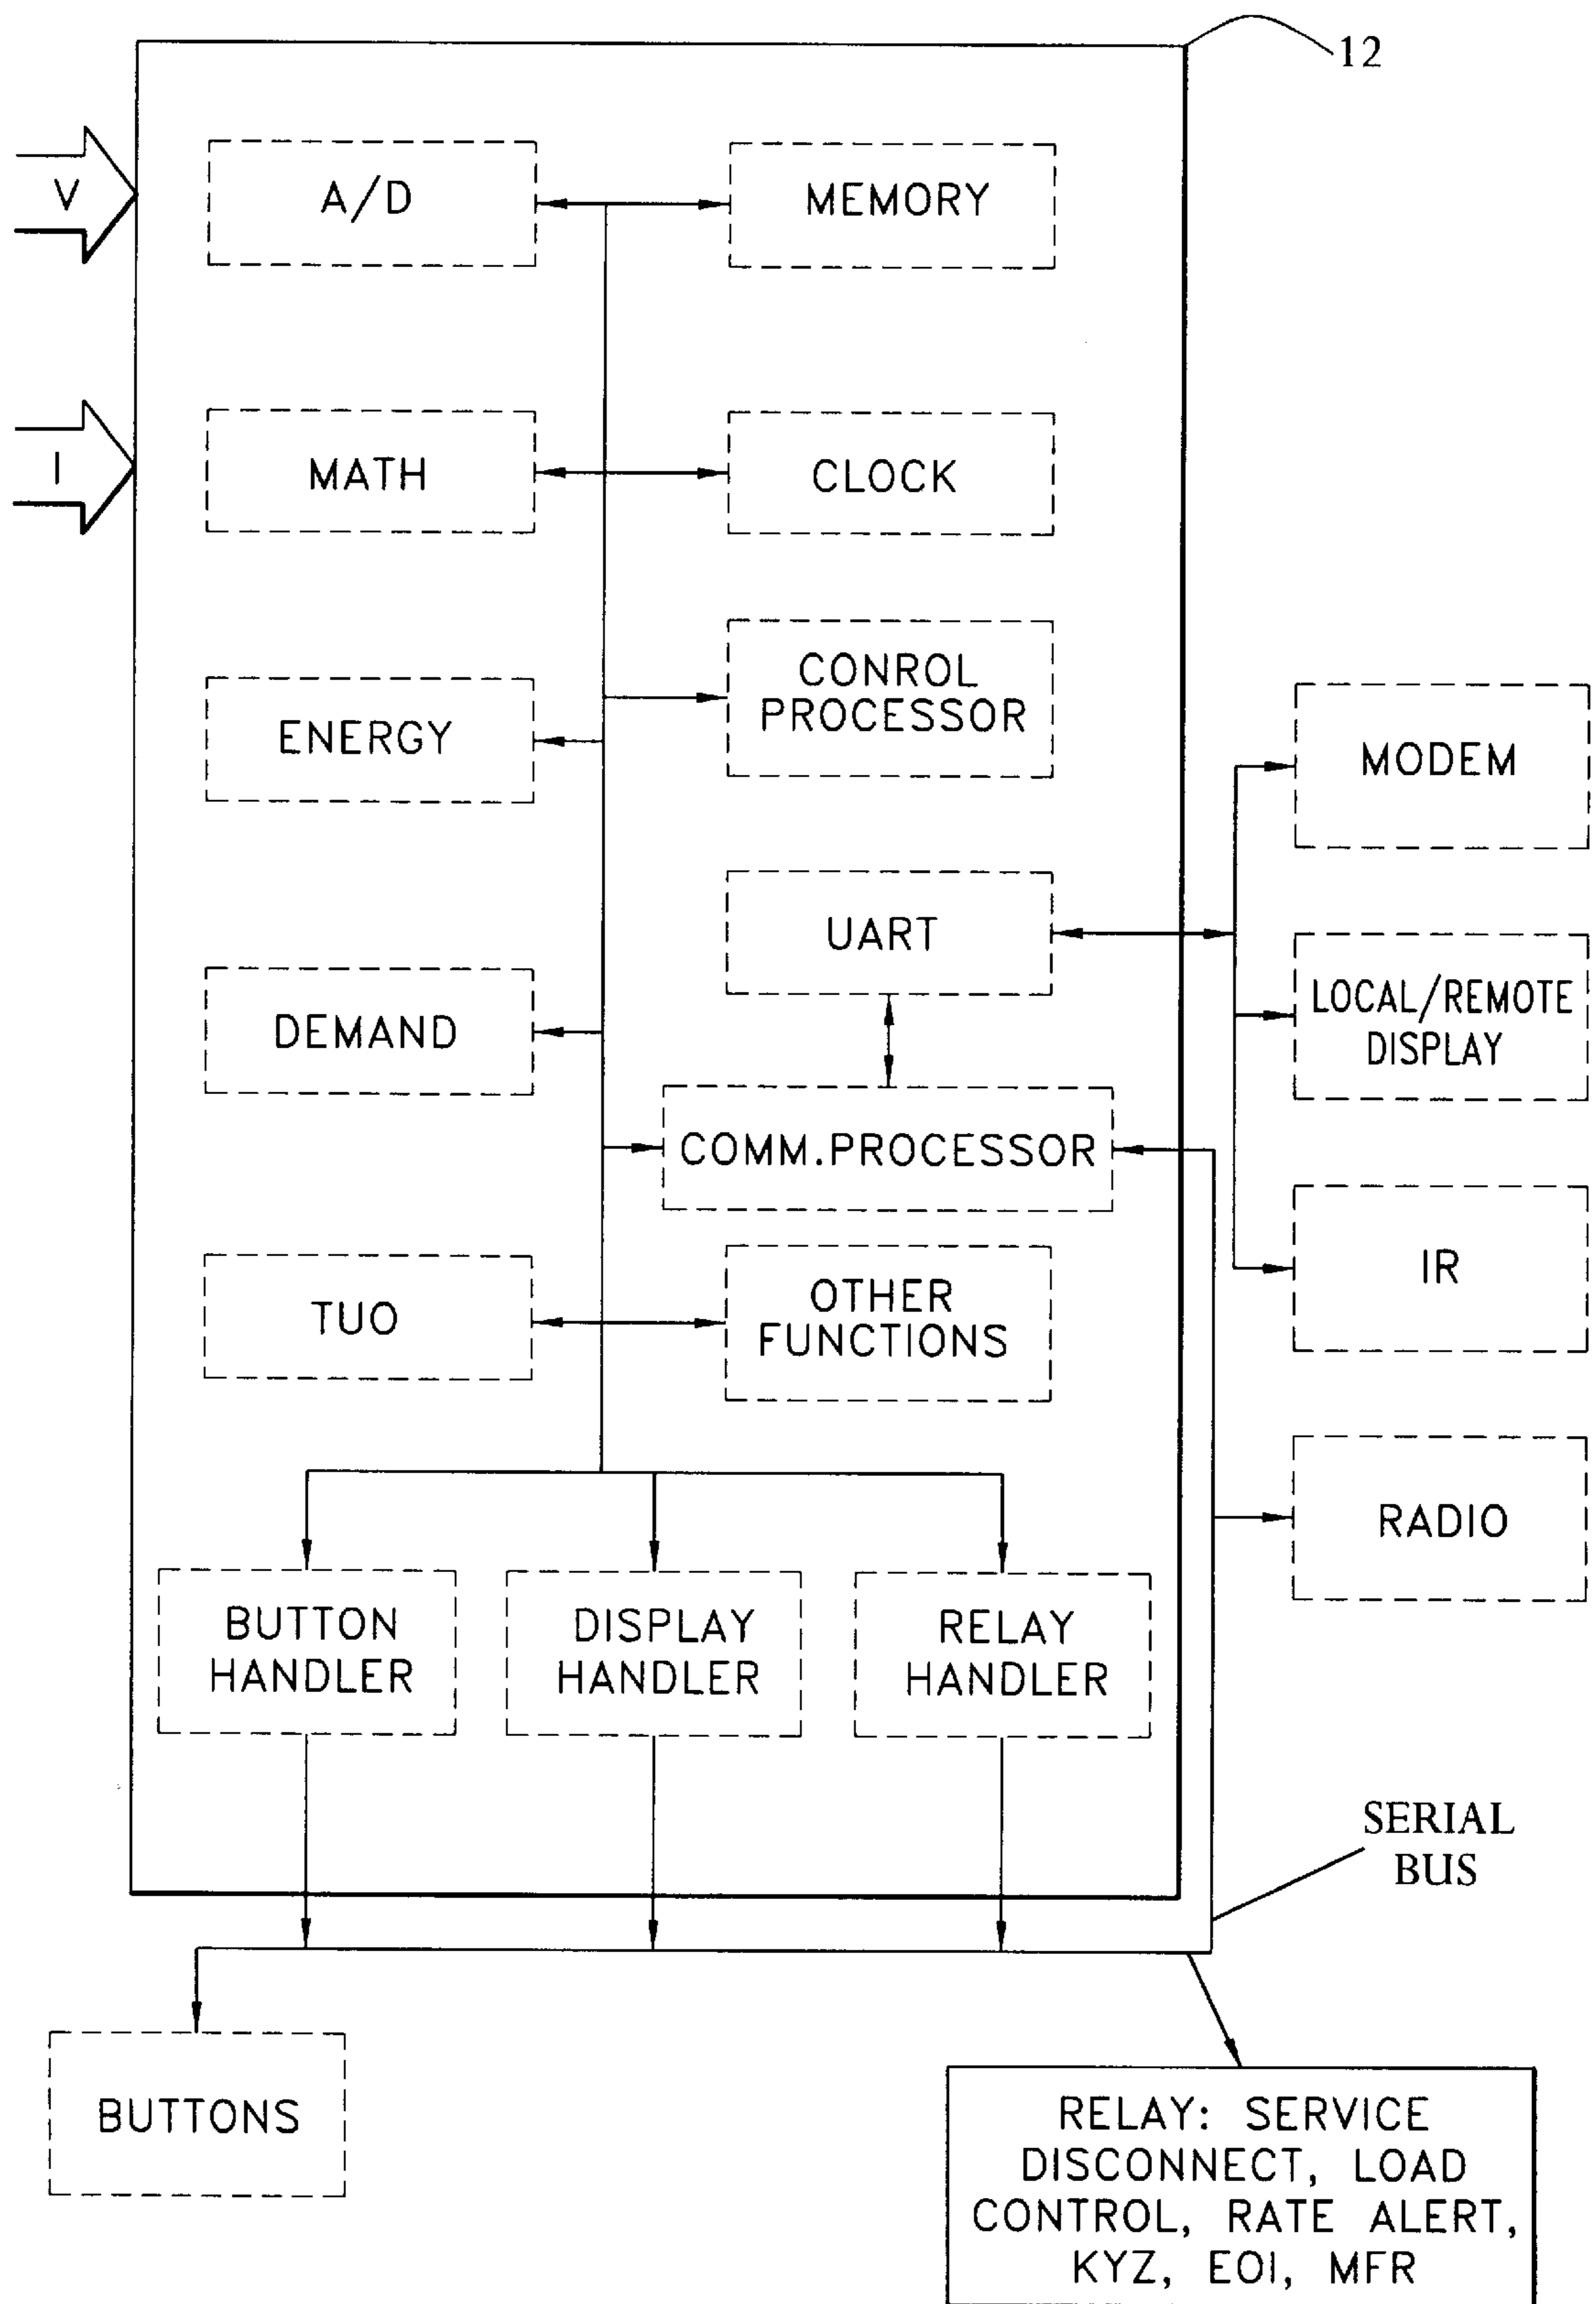 12
V
A/D
MEMORY
I
MATH
CLOCK
CONROL
PROCESSOR
ENERGY
MODEM
UART
LOCAL/REMOTE
DISPLAY
DEMAND
COMM.PROCESSOR
TUO
OTHER
FUNCTIONS
IR
RADIO
BUTTON
HANDLER
DISPLAY
HANDLER
RELAY
HANDLER
SERIAL
BUS
BUTTONS
RELAY: SERVICE
DISCONNECT, LOAD
CONTROL, RATE ALERT,
KYZ, EOI, MFR